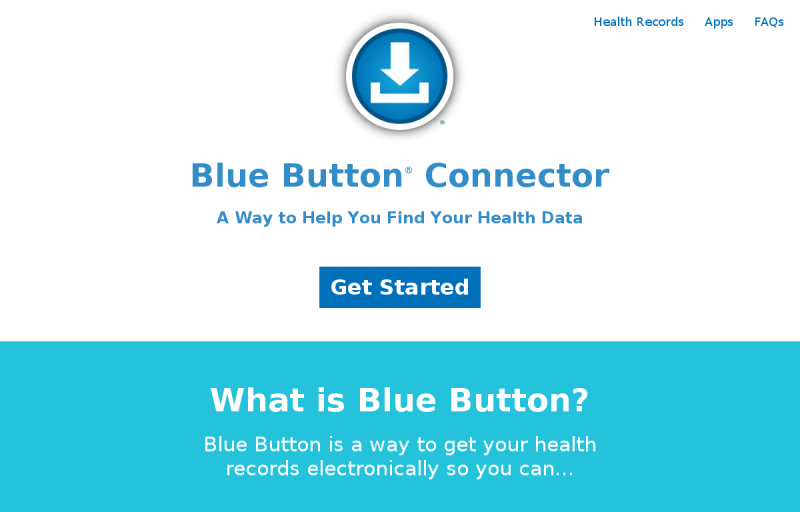 Health Records Apps FAQs
®
Blue Button® Connector
A Way to Help You Find Your Health Data
Get Started
What is Blue Button?
Blue Button is a way to get your health
records electronically so you can...